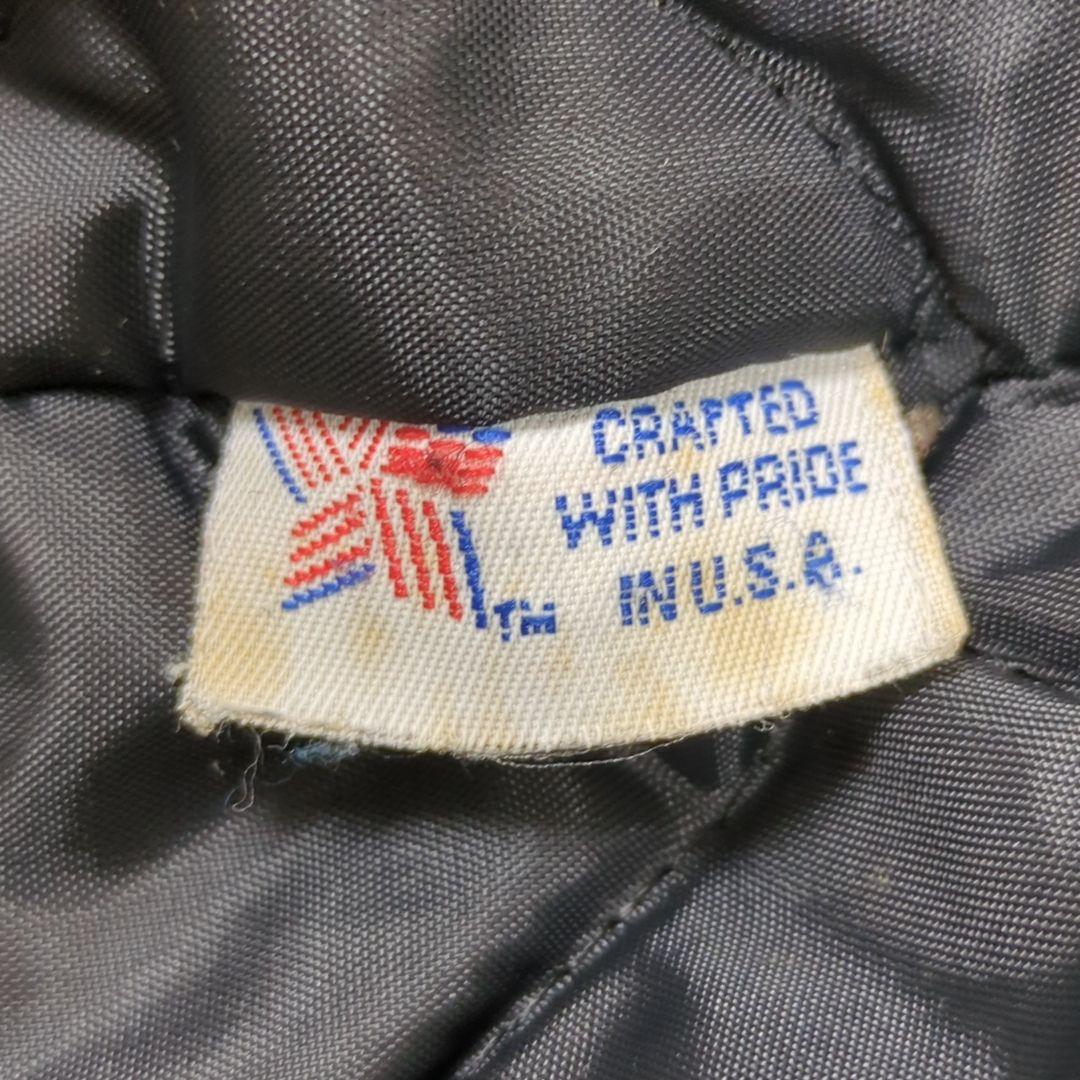 CRAFTED
WITH PRIDE
IN U.S.A.
TM